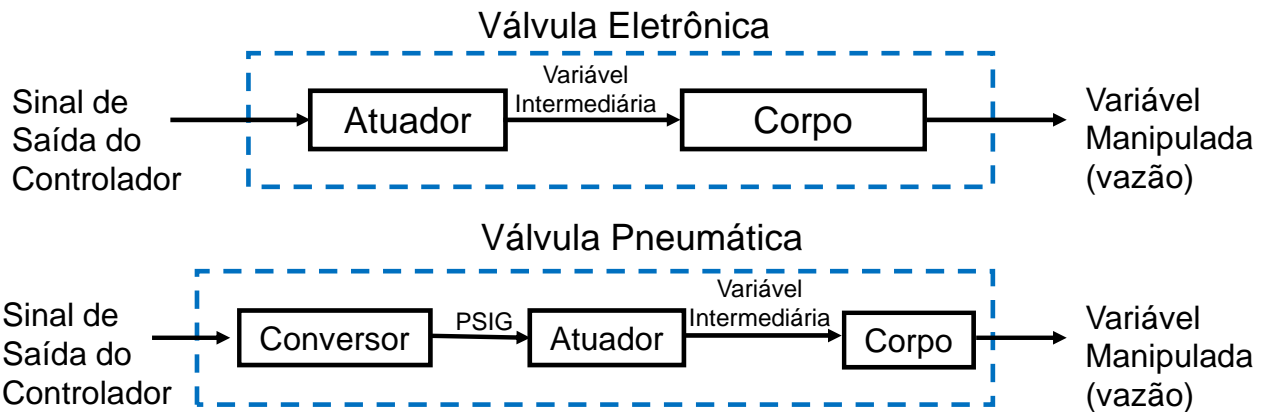 Válvula Eletrônica
Sinal de
Saída do
Controlador
Atuador
Variável
Intermediária
Corpo
Variável
Manipulada
(vazão)
Válvula Pneumática
Sinal de
Saída do
Controlador
Conversor
PSIG
Atuador
Variável
Intermediária
Corpo
Variável
Manipulada
(vazão)